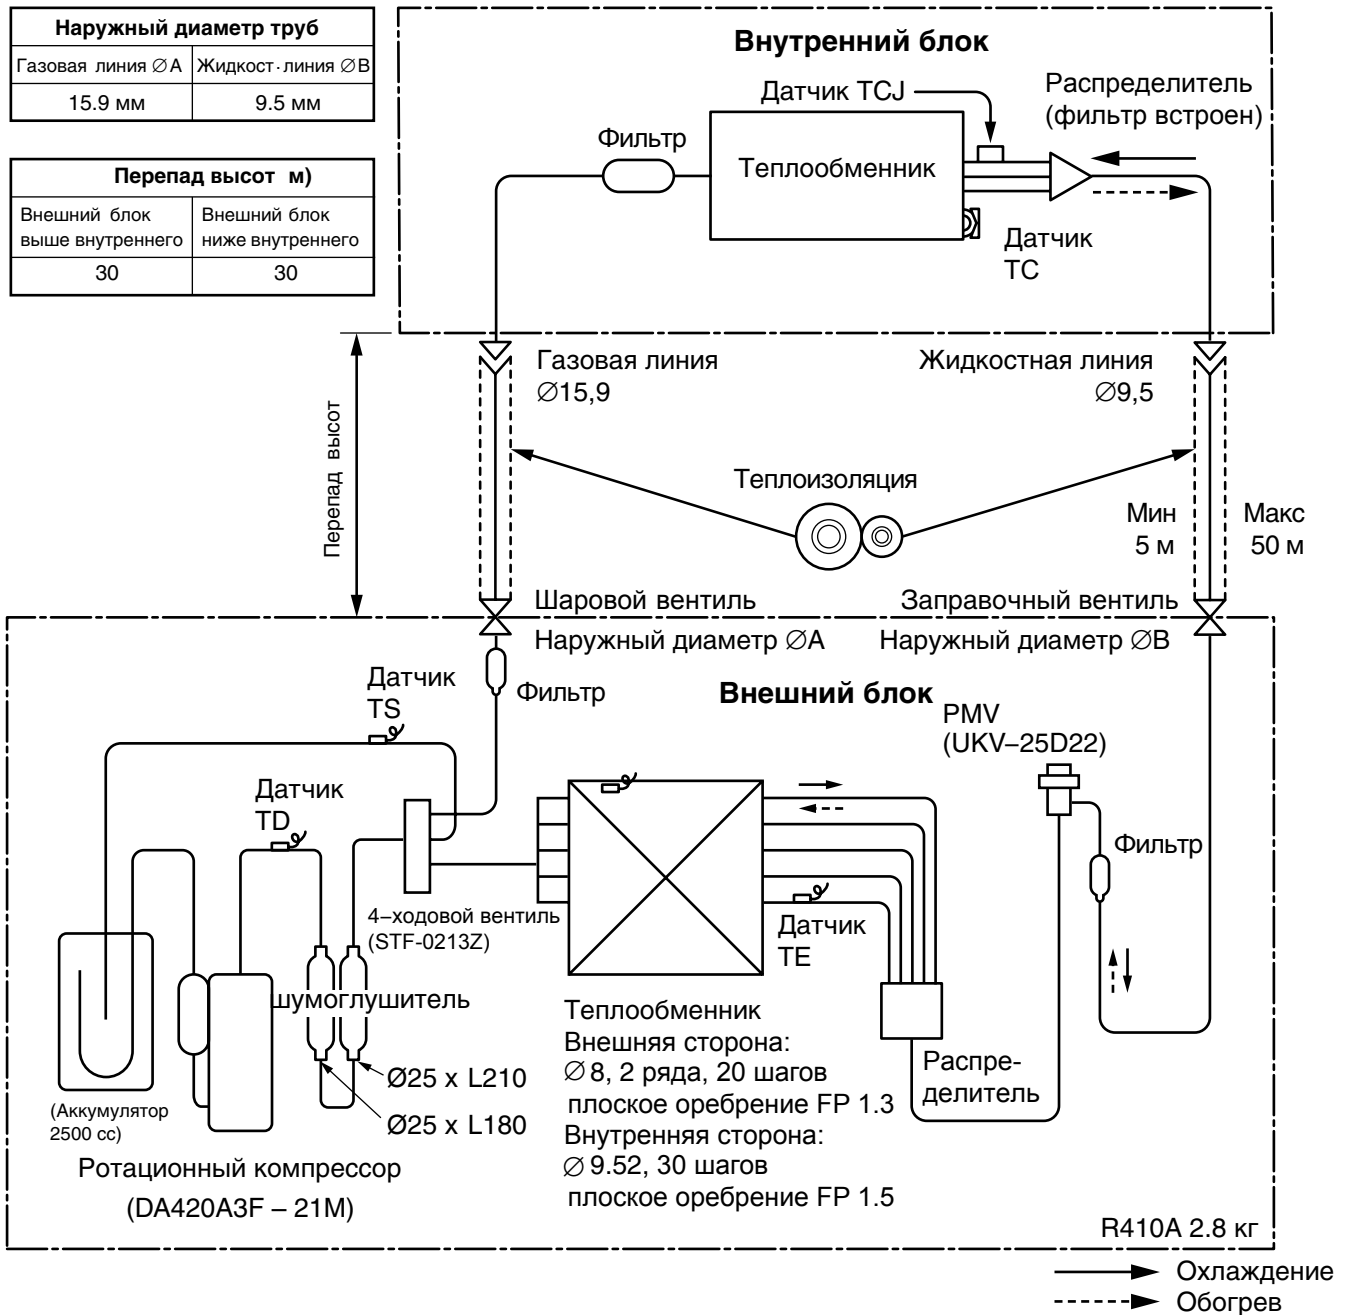 Наружный диаметр труб
Газовая линия ∅A Жидкост·линия ∅B
15.9 мм 9.5 мм
Перепад высот м)
Внешний блок
выше внутреннего
Внешний блок
ниже внутреннего
30 30
Внутренний блок
Датчик TCJ
Распределитель
(фильтр встроен)
Фильтр
Теплообменник
Датчик
TC
Газовая линия
∅15,9
Жидкостная линия
∅9,5
Перепад высот
Теплоизоляция
Мин
5 м
Макс
50 м
Шаровой вентиль
Наружный диаметр ∅A
Заправочный вентиль
Наружный диаметр ∅B
Датчик
TS
Фильтр
Внешний блок
PMV
(UKV–25D22)
Датчик
TD
Фильтр
4–ходовой вентиль
(STF-0213Z)
Датчик
TE
шумоглушитель
Теплообменник
Внешняя сторона:
∅ 8, 2 ряда, 20 шагов
плоское оребрение FP 1.3
Внутренняя сторона:
∅ 9.52, 30 шагов
плоское оребрение FP 1.5
Распре-
делитель
Ø25 x L210
Ø25 x L180
(Аккумулятор
2500 cc)
Ротационный компрессор
(DA420A3F – 21M)
R410A 2.8 кг
Охлаждение
Обогрев